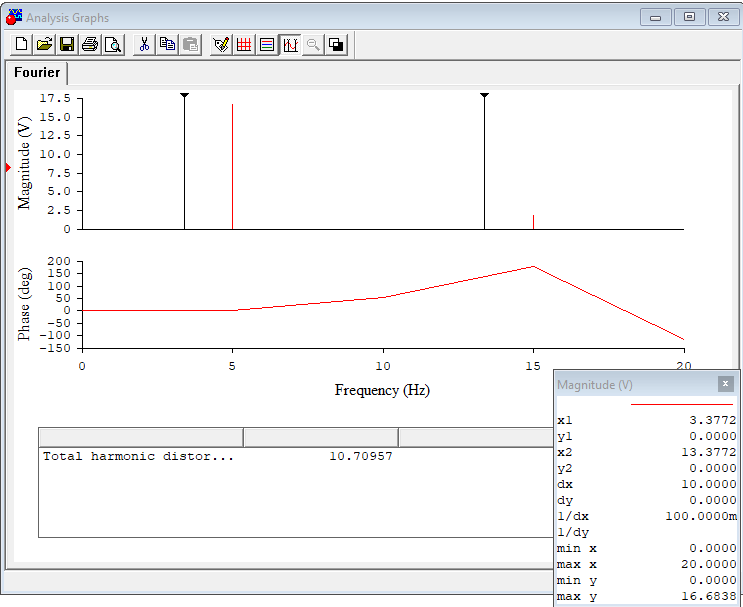 Analysis Graphs
Fourier
Magnitude (V)
17.5
15.0
12.5
10.0
7.5
5.0
2.5
0
Phase (deg)
200
150
100
50
0
-50
-100
-150
0 5 10 15 20
Frequency (Hz)
Total harmonic distor... 10.70957
Magnitude (V)
x1 3.3772
y1 0.0000
x2 13.3772
y2 0.0000
dx 10.0000
dy 0.0000
1/dx 100.0000m
1/dy
min x 0.0000
max x 20.0000
min y 0.0000
max y 16.6838